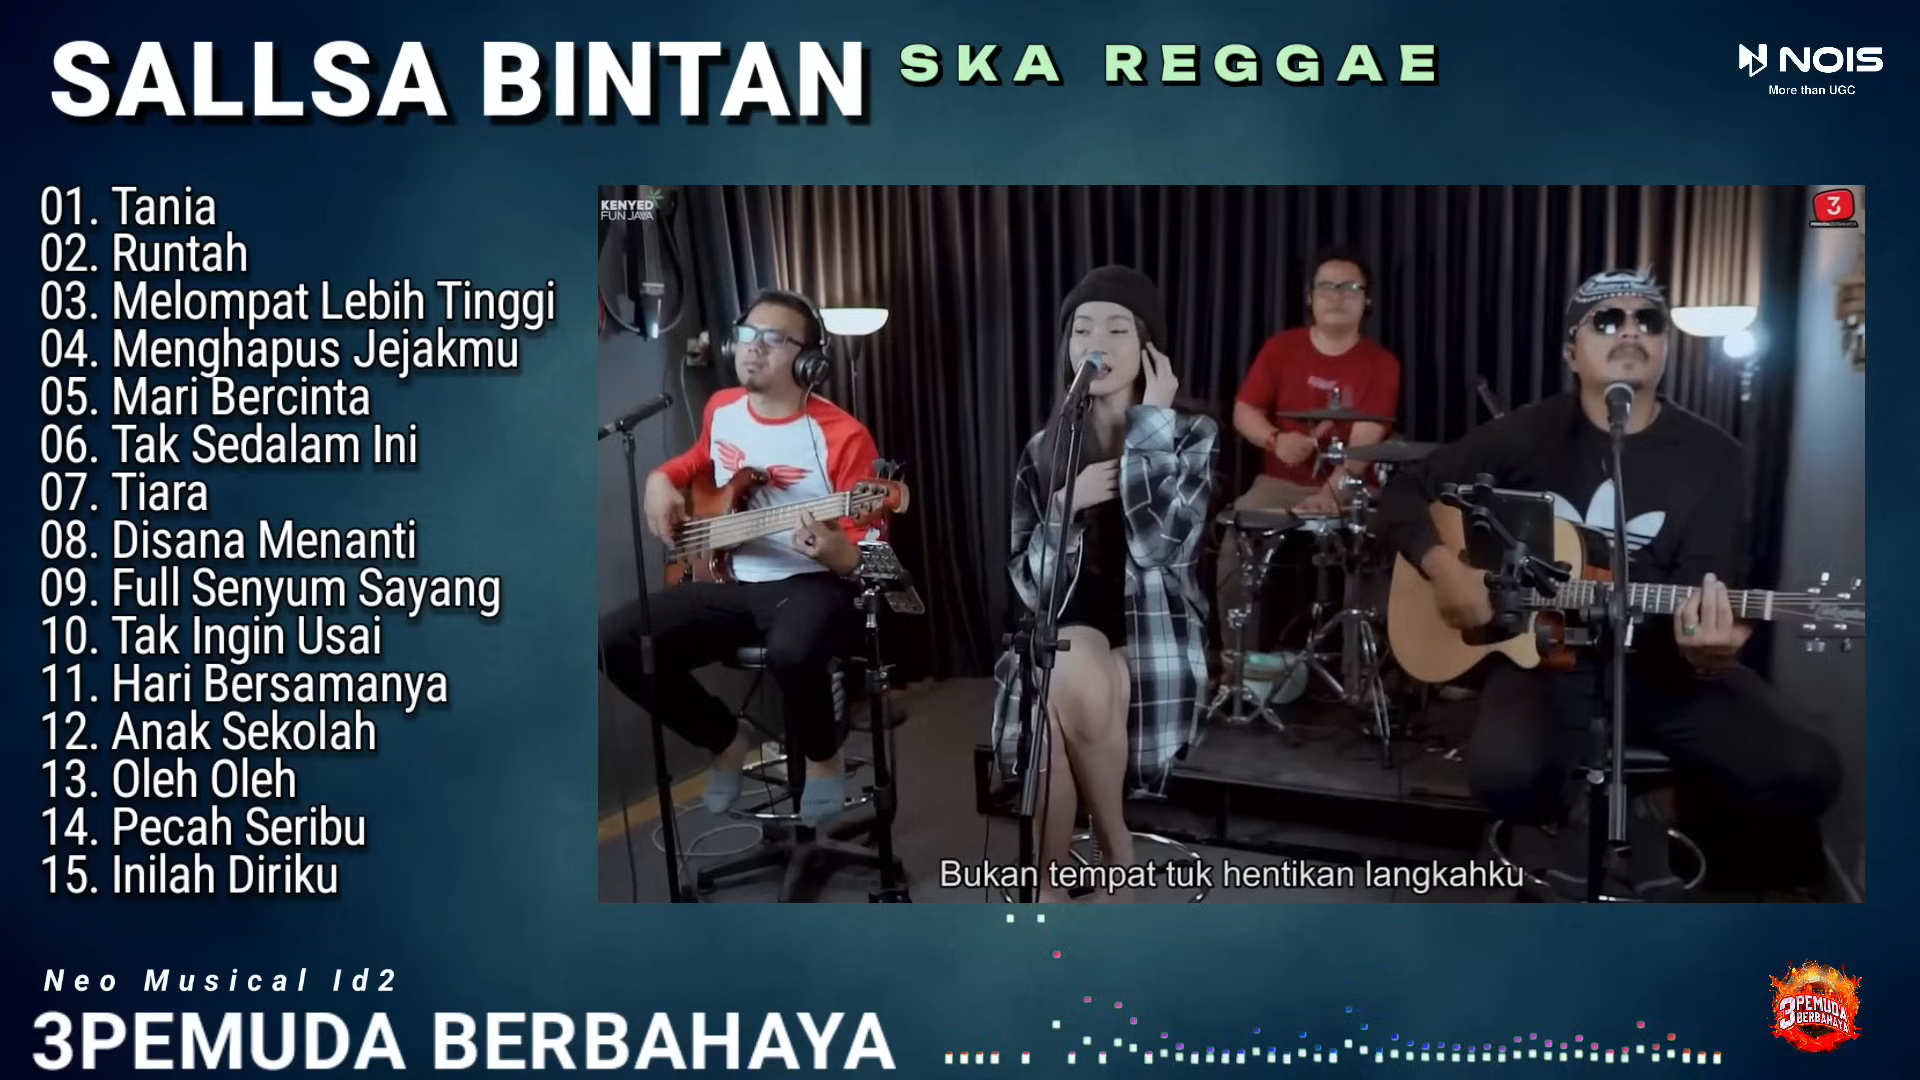 SALLSA BINTAN
SKA REGGAE
NOIS
More than UGC
01. Tania
02. Runtah
03. Melompat Lebih Tinggi
04. Menghapus Jejakmu
05. Mari Bercinta
06. Tak Sedalam Ini
07. Tiara
08. Disana Menanti
09. Full Senyum Sayang
10. Tak Ingin Usai
11. Hari Bersamanya
12. Anak Sekolah
13. Oleh Oleh
14. Pecah Seribu
15. Inilah Diriku
KENYED
FUN JAYA
3
Bukan tempat tuk hentikan langkahku
Neo Musical Id2
3PEMUDA BERBAHAYA
3PEMUDA
BERBAHAYA